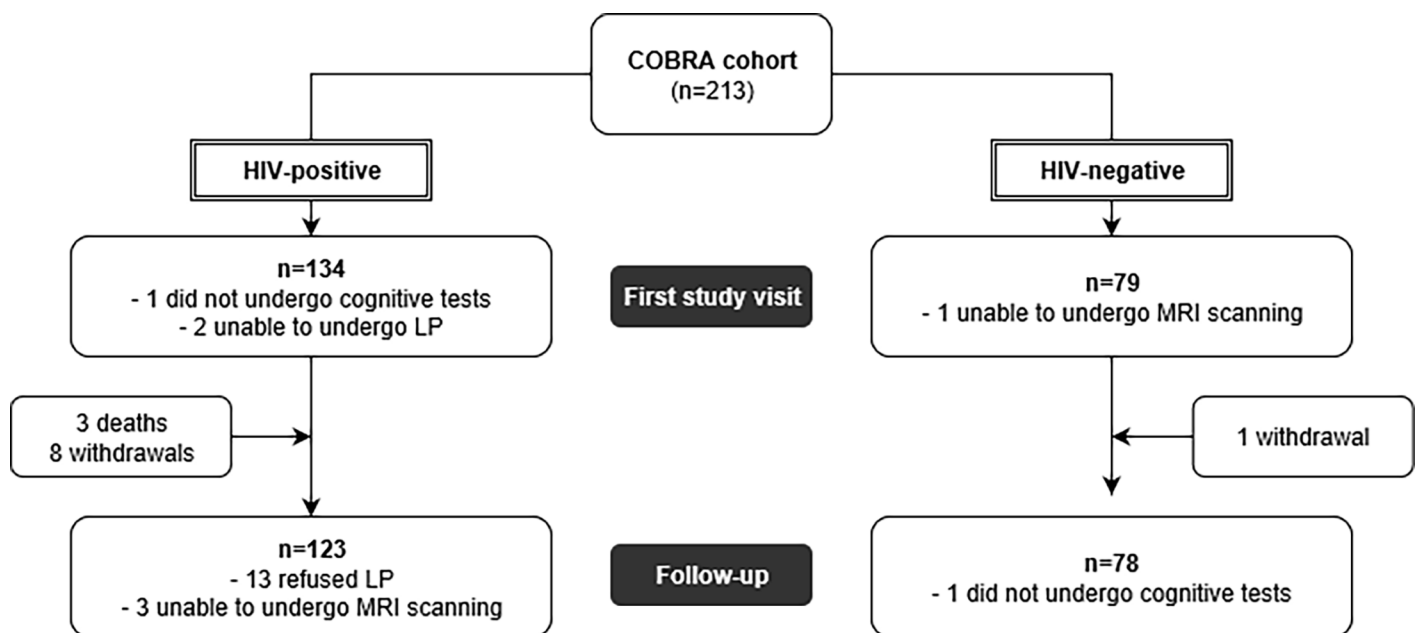 COBRA cohort
(n=213)
HIV-positive
HIV-negative
n=134
- 1 did not undergo cognitive tests
- 2 unable to undergo LP
First study visit
n=79
- 1 unable to undergo MRI scanning
3 deaths
8 withdrawals
1 withdrawal
n=123
- 13 refused LP
- 3 unable to undergo MRI scanning
Follow-up
n=78
- 1 did not undergo cognitive tests